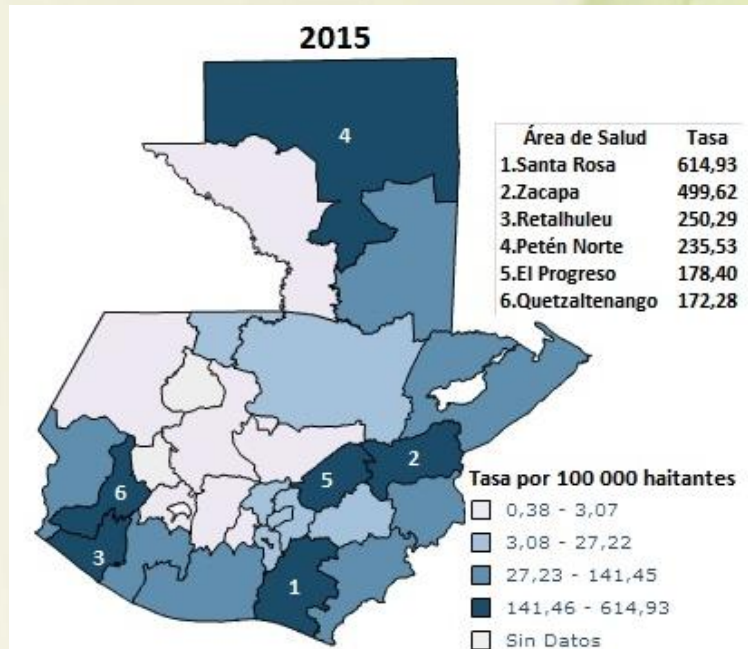 2015
Área de Salud Tasa
1.Santa Rosa 614,93
2.Zacapa 499,62
3.Retalhuleu 250,29
4.Petén Norte 235,53
5.El Progreso 178,40
6.Quetzaltenango 172,28
4
2
5
6
3
1
Tasa por 100 000 haitantes
0,38 - 3,07
3,08 - 27,22
27,23 - 141,45
141,46 - 614,93
Sin Datos